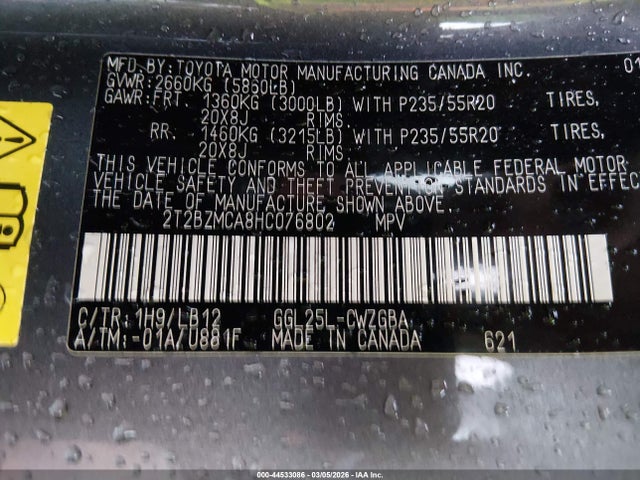 MFD.BY:TOYOTA MOTOR MANUFACTURING CANADA INC. 01
GVWR:2660KG (5860LB)
GAWR:FRT. 1360KG (3000LB) WITH P235/55R20 TIRES,
20X8J RIMS,
RR. 1460KG (3215LB) WITH P235/55R20 TIRES,
20X8J RIMS,
THIS VEHICLE CONFORMS TO ALL APPLICABLE FEDERAL MOTOR
VEHICLE SAFETY AND THEFT PREVENTION STANDARDS IN EFFEC
THE DATE OF MANUFACTURE SHOWN ABOVE.
2T2BZMCA8HC076802 MPV
C/TR:1H9/LB12 GGL25L-CWZGBA
A/TM:-01A/U881F MADE IN CANADA 621
000-44533086 - 03/05/2026 - IAA Inc.